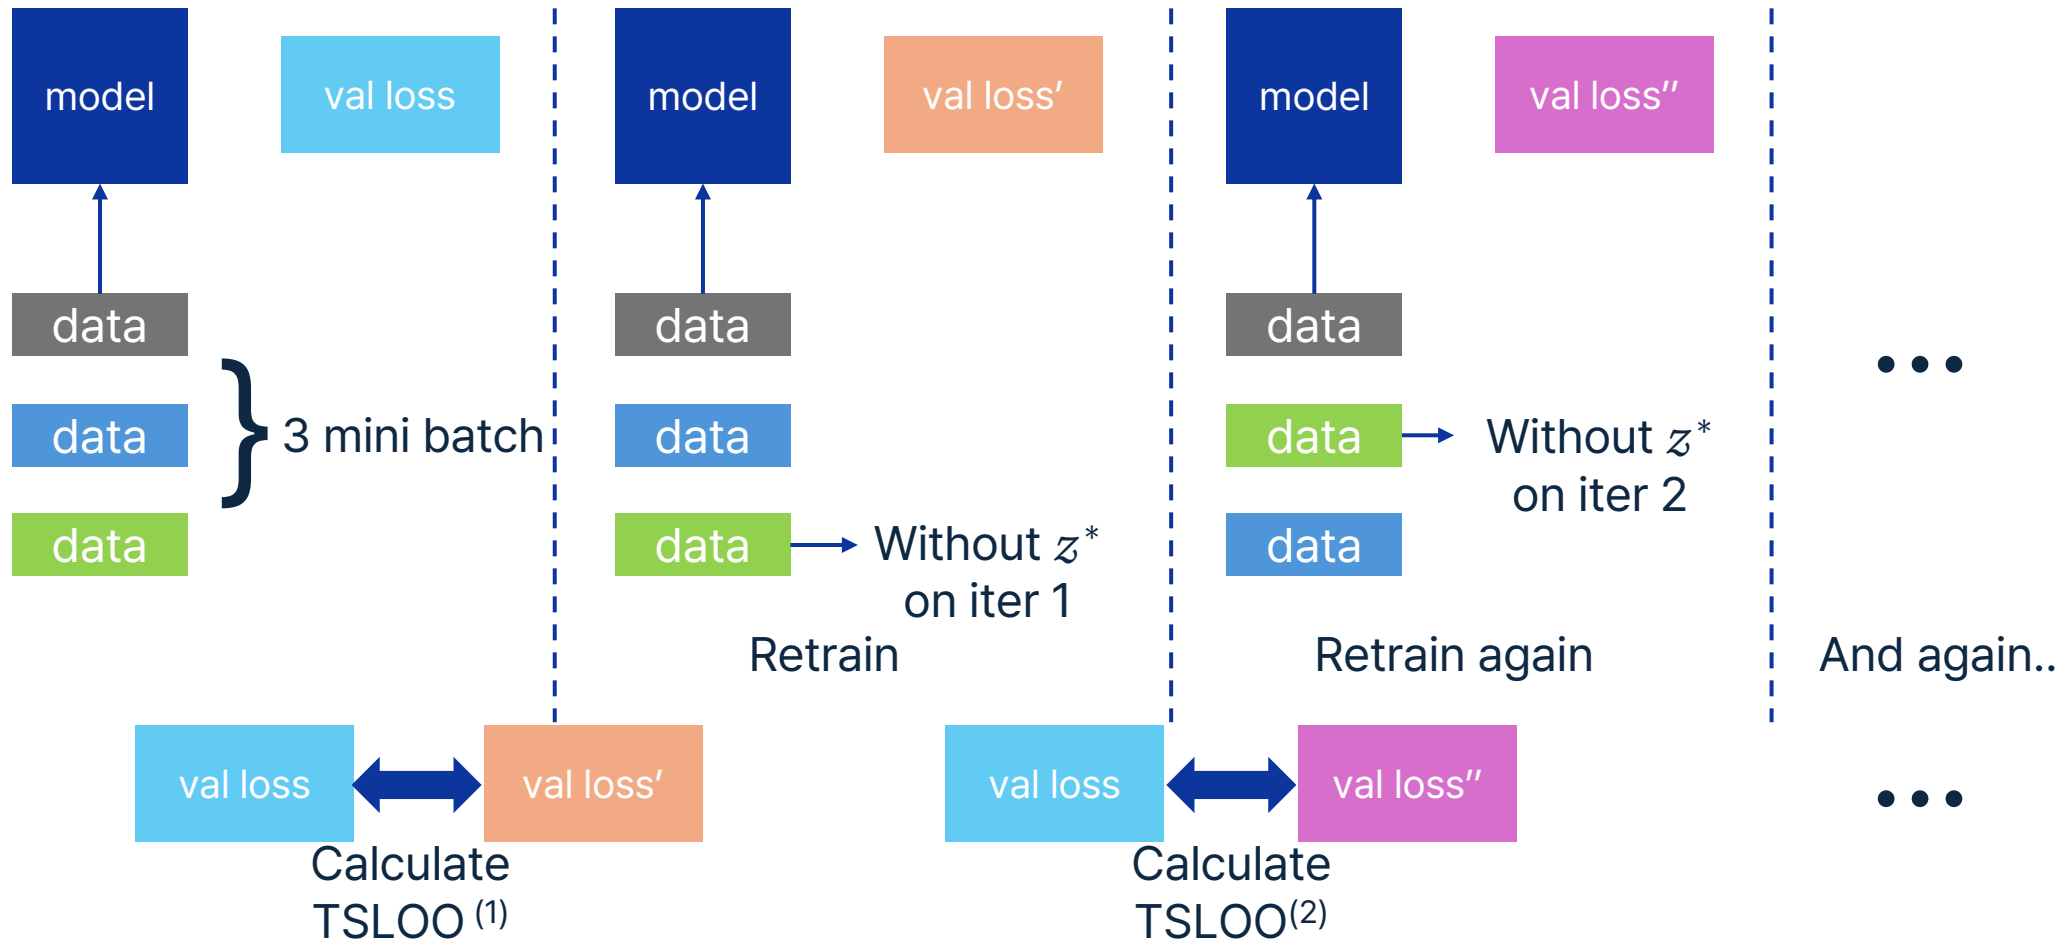 model
val loss
data
data
data
3 mini batch
model
val loss′
data
data
data
Without 𝑧*
on iter 1
Retrain
model
val loss″
data
data
data
Without 𝑧*
on iter 2
Retrain again
•••
And again..
val loss
val loss′
Calculate
TSLOO (1)
val loss
val loss″
Calculate
TSLOO(2)
•••